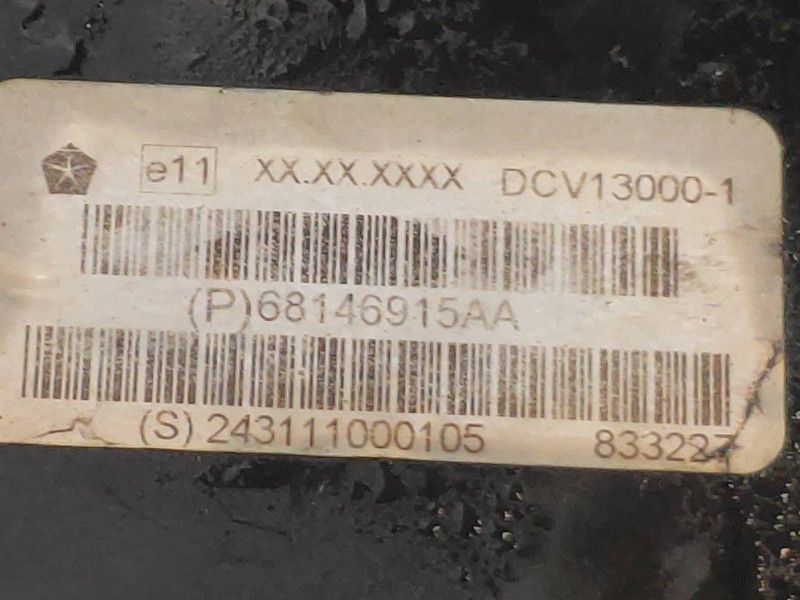 e11 XX.XX.XXXX DCV13000-1
(P)68146915AA
(S) 243111000105 833227